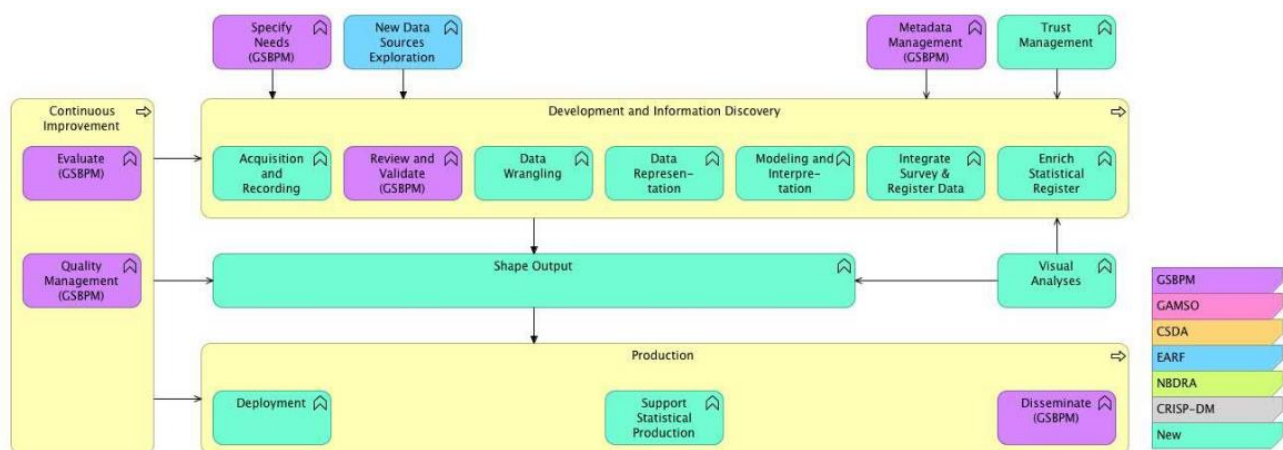 Specify
Needs
(GSBPM)
New Data
Sources
Exploration
Metadata
Management
(GSBPM)
Trust
Management
Continuous
Improvement
Evaluate
(GSBPM)
Quality
Management
(GSBPM)
Development and Information Discovery
Acquisition
and
Recording
Review and
Validate
(GSBPM)
Data
Wrangling
Data
Represen-
tation
Modeling and
Interpre-
tation
Integrate
Survey &
Register Data
Enrich
Statistical
Register
Shape Output
Visual
Analyses
Production
Deployment
Support
Statistical
Production
Disseminate
(GSBPM)
GSBPM
GAMSO
CSDA
EARF
NBDRA
CRISP-DM
New